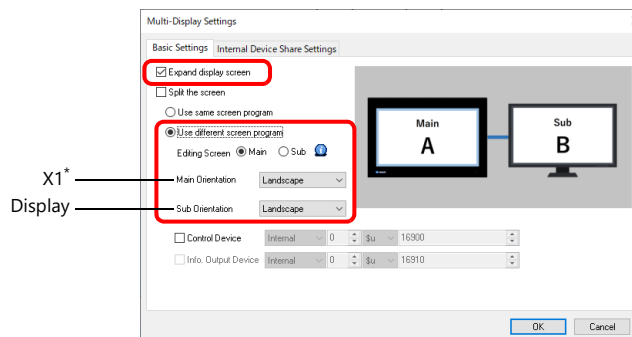 Multi-Display Settings
Basic Settings Internal Device Share Settings
Expand display screen
Split the screen
Use same screen program
Use different screen program
Editing Screen Main Sub
X1* Main Orientation Landscape
Display Sub Orientation Landscape
Main
A
Sub
B
Control Device Internal 0 $u 16900
Info. Output Device Internal 0 $u 16910
OK Cancel